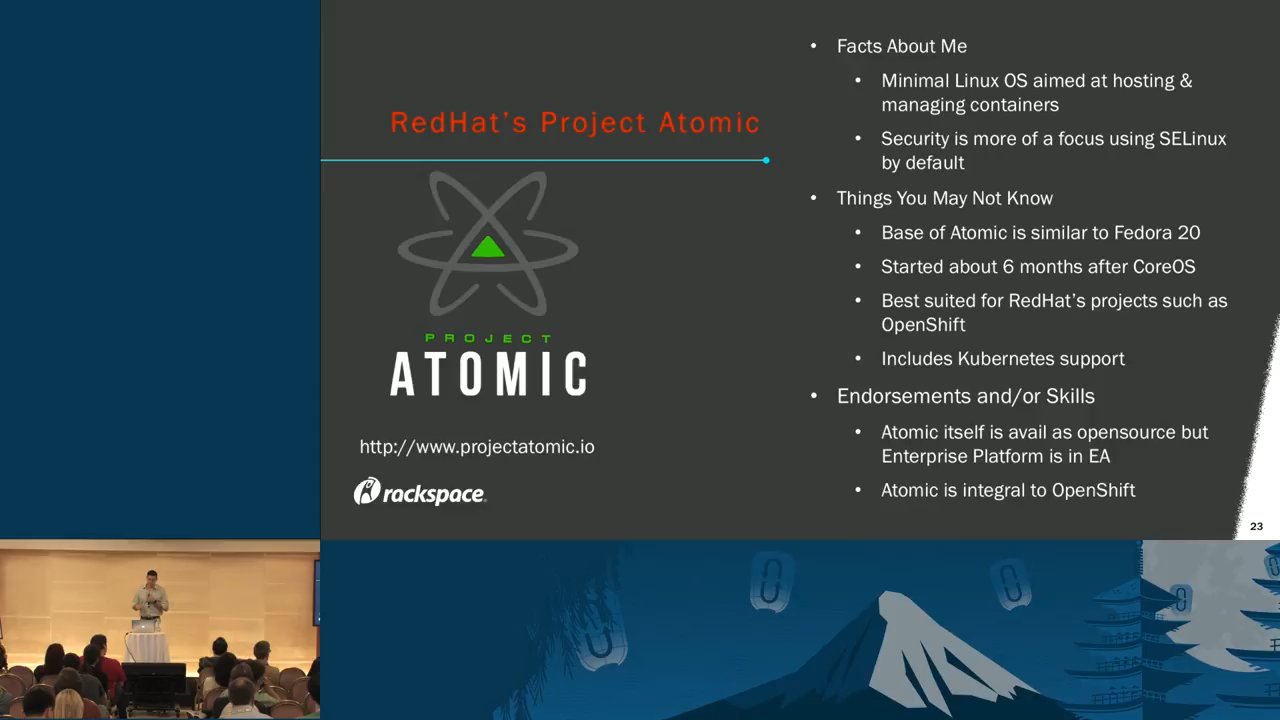 RedHat's Project Atomic
PROJECT
ATOMIC
http://www.projectatomic.io
rackspace
• Facts About Me
• Minimal Linux OS aimed at hosting &
managing containers
• Security is more of a focus using SELinux
by default
• Things You May Not Know
• Base of Atomic is similar to Fedora 20
• Started about 6 months after CoreOS
• Best suited for RedHat's projects such as
OpenShift
• Includes Kubernetes support
• Endorsements and/or Skills
• Atomic itself is avail as opensource but
Enterprise Platform is in EA
• Atomic is integral to OpenShift
23